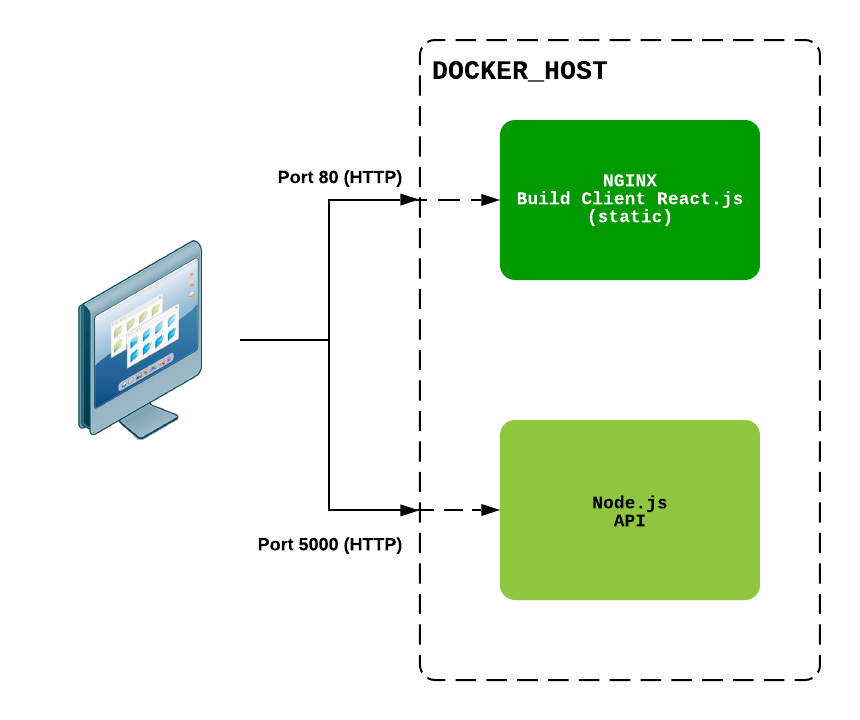 DOCKER_HOST
Port 80 (HTTP)
NGINX
Build Client React.js
(static)
Node.js
API
Port 5000 (HTTP)